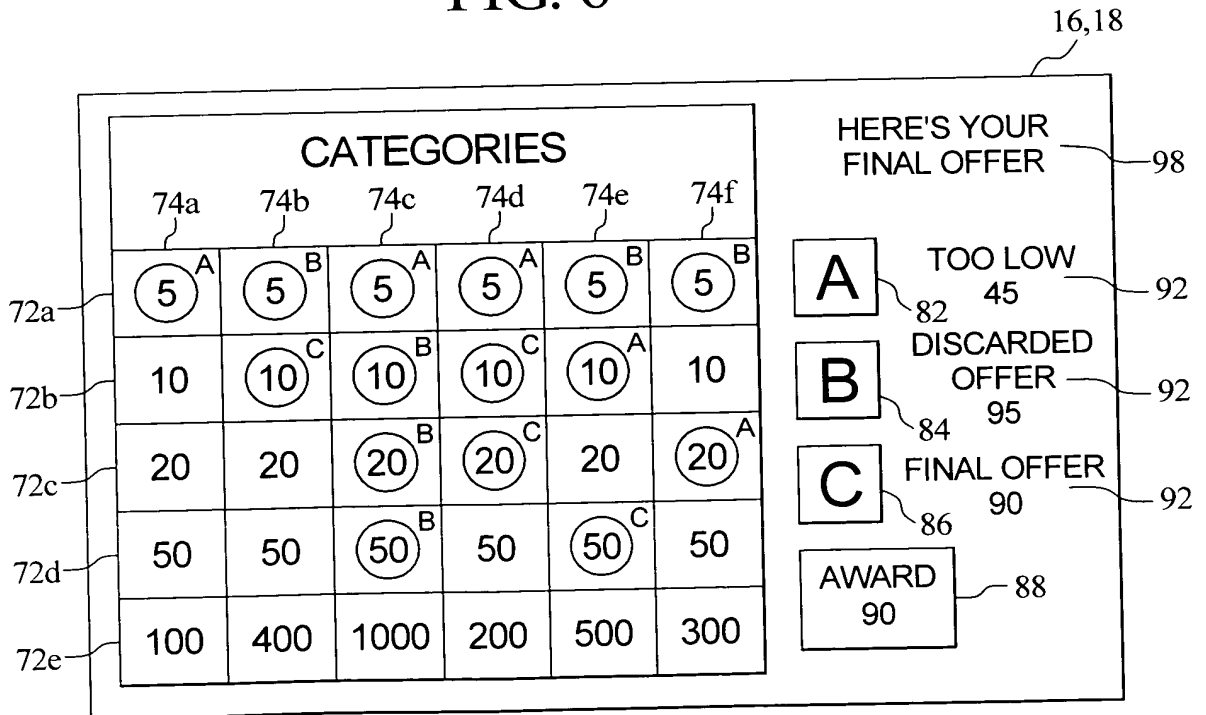 FIG. 6
16,18
CATEGORIES
HERE'S YOUR
FINAL OFFER
98
74a 74b 74c 74d 74e 74f
72a 5 A 5 B 5 A 5 A 5 B 5 B
A
82
TOO LOW
45
92
72b 10 10 C 10 B 10 C 10 A 10
B
84
DISCARDED
OFFER
95
92
72c 20 20 20 B 20 C 20 20 A
C
86
FINAL OFFER
90
92
72d 50 50 50 B 50 50 C 50
AWARD
90
88
72e 100 400 1000 200 500 300